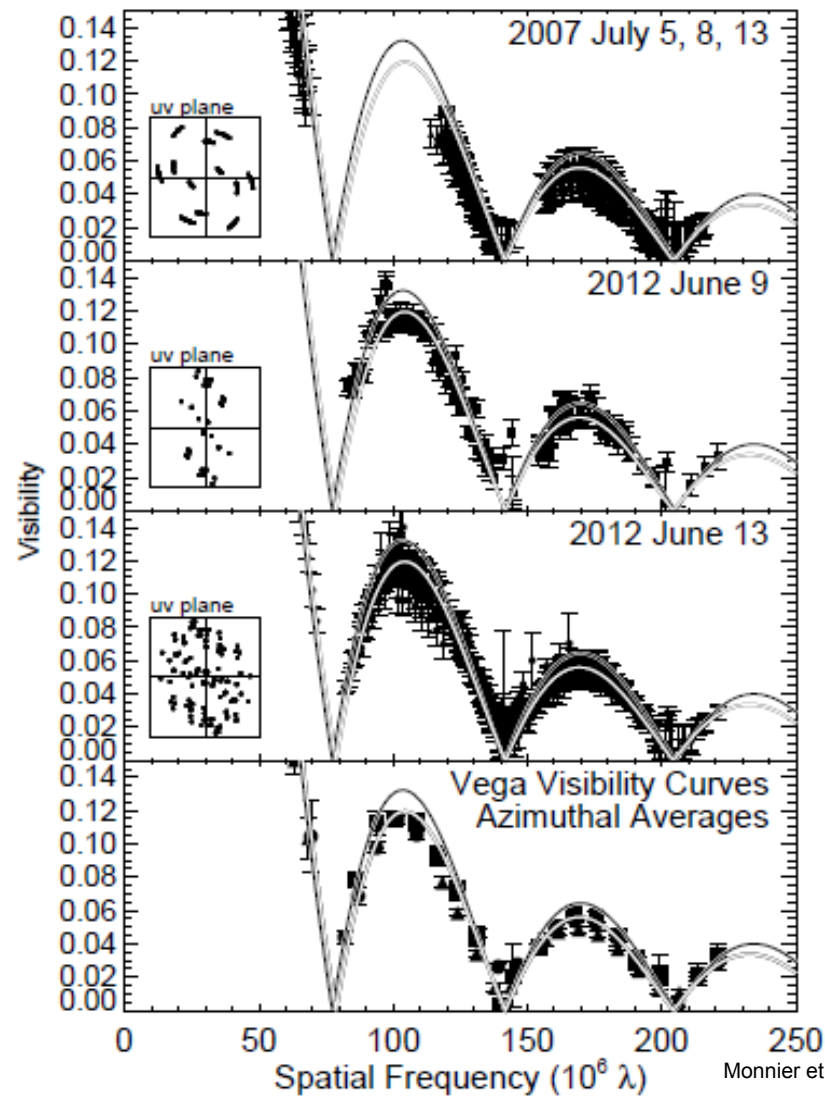 2007 July 5, 8, 13
0.14
0.12
0.10
0.08
0.06
0.04
0.02
0.00
uv plane
2012 June 9
0.14
0.12
0.10
0.08
0.06
0.04
0.02
0.00
uv plane
2012 June 13
0.14
0.12
0.10
0.08
0.06
0.04
0.02
0.00
uv plane
Vega Visibility Curves
Azimuthal Averages
0.14
0.12
0.10
0.08
0.06
0.04
0.02
0.00
Visibility
0 50 100 150 200 250
Spatial Frequency (10⁶ λ)
Monnier et